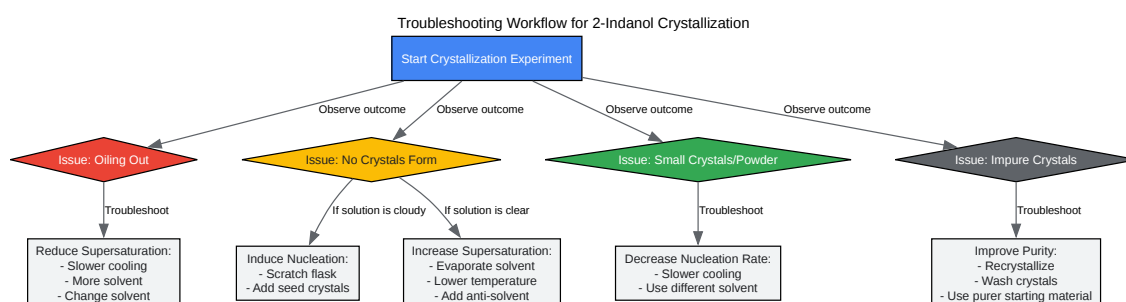 Troubleshooting Workflow for 2-Indanol Crystallization
Start Crystallization Experiment
Observe outcome
Observe outcome
Observe outcome
Observe outcome
Issue: Oiling Out
Issue: No Crystals Form
Issue: Small Crystals/Powder
Issue: Impure Crystals
Troubleshoot
If solution is cloudy
If solution is clear
Troubleshoot
Troubleshoot
Reduce Supersaturation:
- Slower cooling
- More solvent
- Change solvent
Induce Nucleation:
- Scratch flask
- Add seed crystals
Increase Supersaturation:
- Evaporate solvent
- Lower temperature
- Add anti-solvent
Decrease Nucleation Rate:
- Slower cooling
- Use different solvent
Improve Purity:
- Recrystallize
- Wash crystals
- Use purer starting material